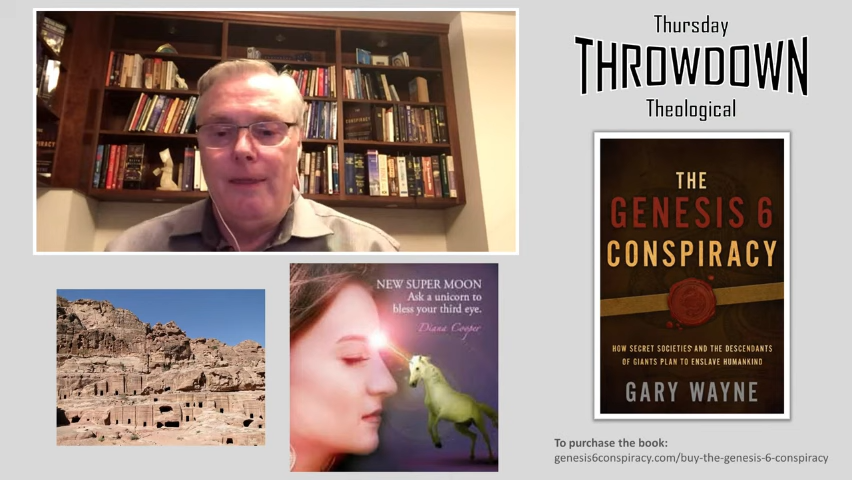 Thursday
THROWDOWN
Theological
THE
GENESIS 6
CONSPIRACY
HOW SECRET SOCIETIES AND THE DESCENDANTS
OF GIANTS PLAN TO ENSLAVE HUMANKIND
GARY WAYNE
To purchase the book:
genesis6conspiracy.com/buy-the-genesis-6-conspiracy
NEW SUPER MOON
Ask a unicorn to
bless your third eye.
Diana Cooper
CONSPIRACY